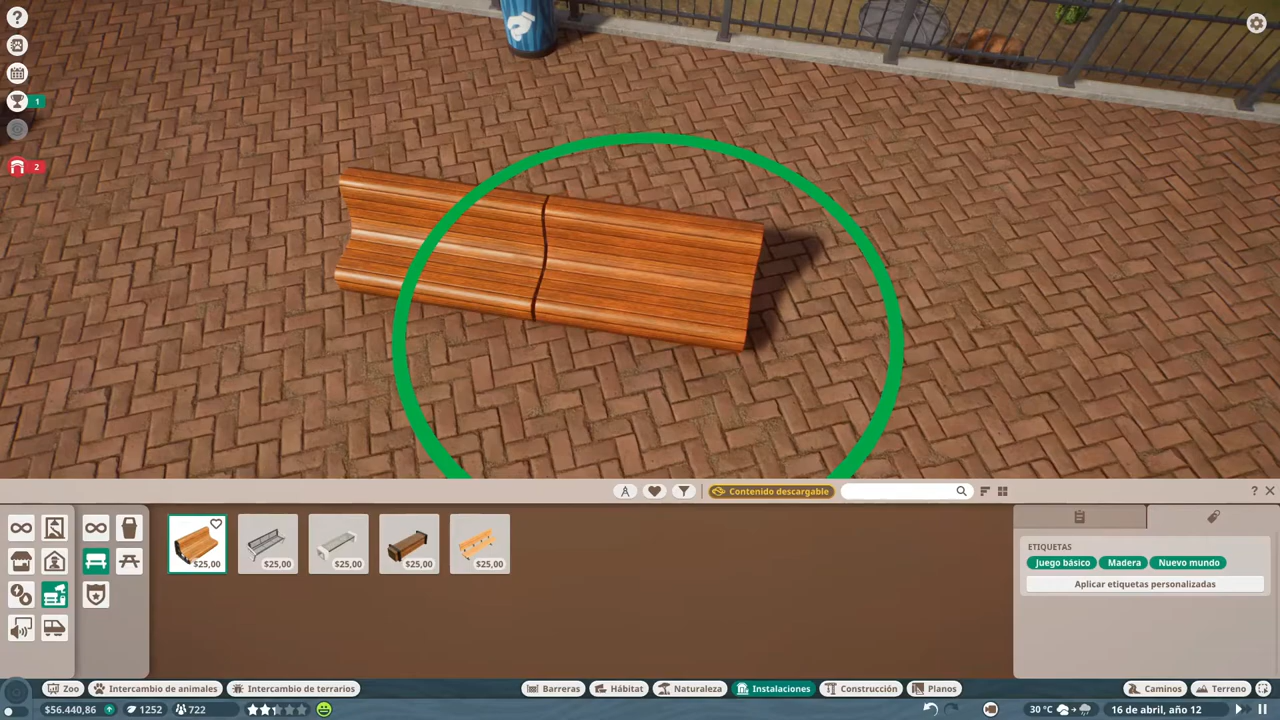 ?
1
2
Contenido descargable
?
$25,00
$25,00
$25,00
$25,00
$25,00
ETIQUETAS
Juego básico
Madera
Nuevo mundo
Aplicar etiquetas personalizadas
Zoo
Intercambio de animales
Intercambio de terrarios
Barreras
Hábitat
Naturaleza
Instalaciones
Construcción
Planos
Caminos
Terreno
$56.440,86
1252
722
30 ºC
16 de abril, año 12